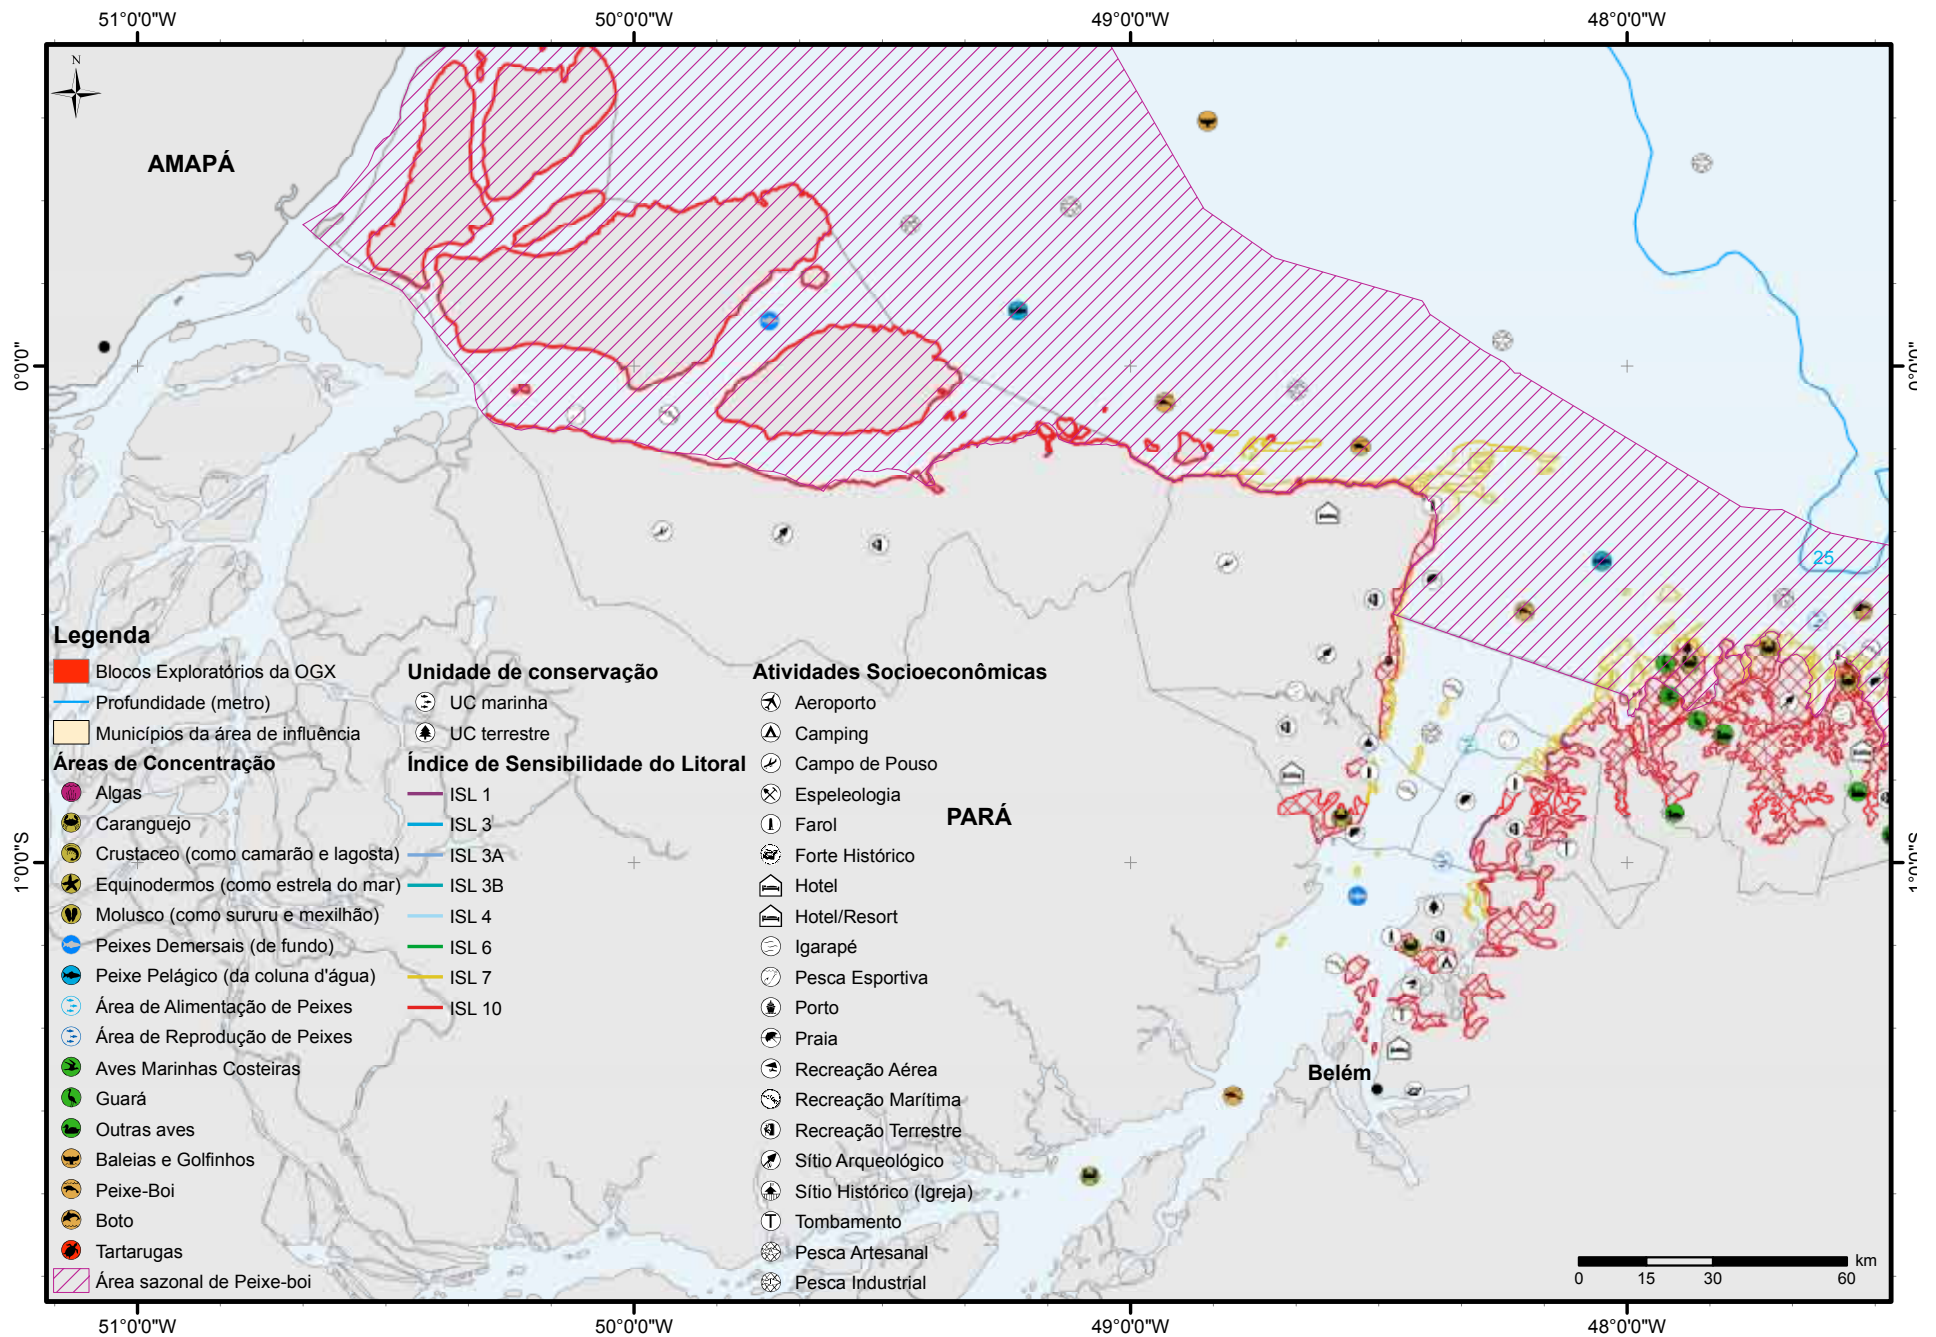 51°0'0"W 50°0'0"W 49°0'0"W 48°0'0"W
N
AMAPÁ
0°0'0" 0°0'0"
25
Legenda
Blocos Exploratórios da OGX
Profundidade (metro)
Municípios da área de influência
Áreas de Concentração
Algas
Caranguejo
Crustaceo (como camarão e lagosta)
Equinodermos (como estrela do mar)
Molusco (como sururu e mexilhão)
Peixes Demersais (de fundo)
Peixe Pelágico (da coluna d'água)
Área de Alimentação de Peixes
Área de Reprodução de Peixes
Aves Marinhas Costeiras
Guará
Outras aves
Baleias e Golfinhos
Peixe-Boi
Boto
Tartarugas
Área sazonal de Peixe-boi
Unidade de conservação
UC marinha
UC terrestre
Índice de Sensibilidade do Litoral
ISL 1
ISL 3
ISL 3A
ISL 3B
ISL 4
ISL 6
ISL 7
ISL 10
Atividades Socioeconômicas
Aeroporto
Camping
Campo de Pouso
Espeleologia
Farol
Forte Histórico
Hotel
Hotel/Resort
Igarapé
Pesca Esportiva
Porto
Praia
Recreação Aérea
Recreação Marítima
Recreação Terrestre
Sítio Arqueológico
Sítio Histórico (Igreja)
Tombamento
Pesca Artesanal
Pesca Industrial
PARÁ
1°0'0"S 1°0'0"S
Belém
km
0 15 30 60
51°0'0"W 50°0'0"W 49°0'0"W 48°0'0"W